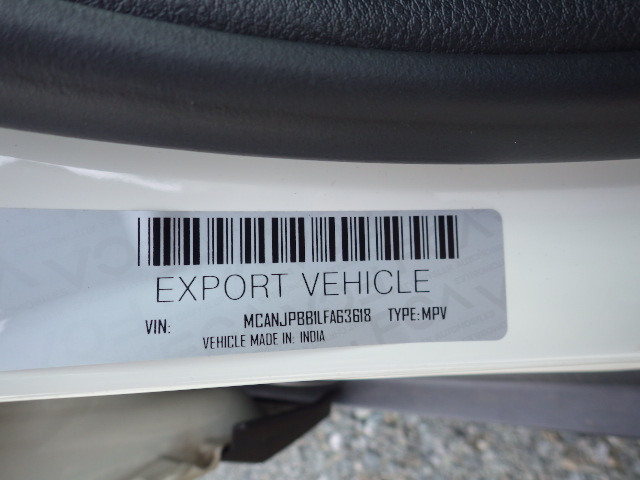 EXPORT VEHICLE
VIN: MCANJPBB1LFA63618 TYPE:MPV
VEHICLE MADE IN: INDIA